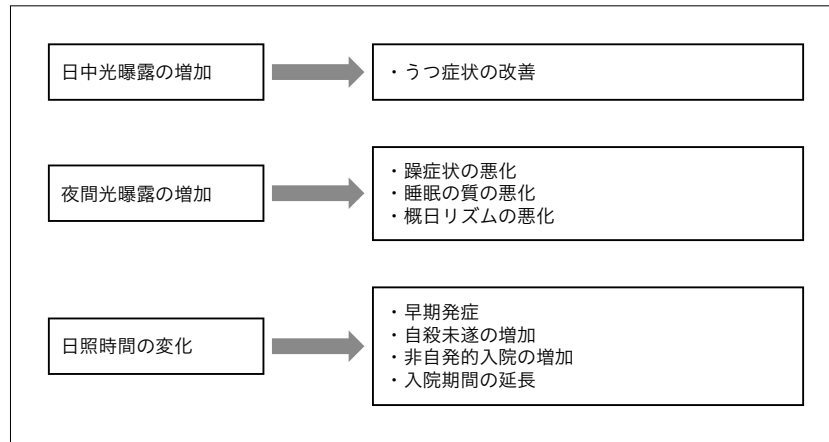 日中光曝露の増加
・うつ症状の改善
夜間光曝露の増加
・躁症状の悪化
・睡眠の質の悪化
・概日リズムの悪化
日照時間の変化
・早期発症
・自殺未遂の増加
・非自発的入院の増加
・入院期間の延長